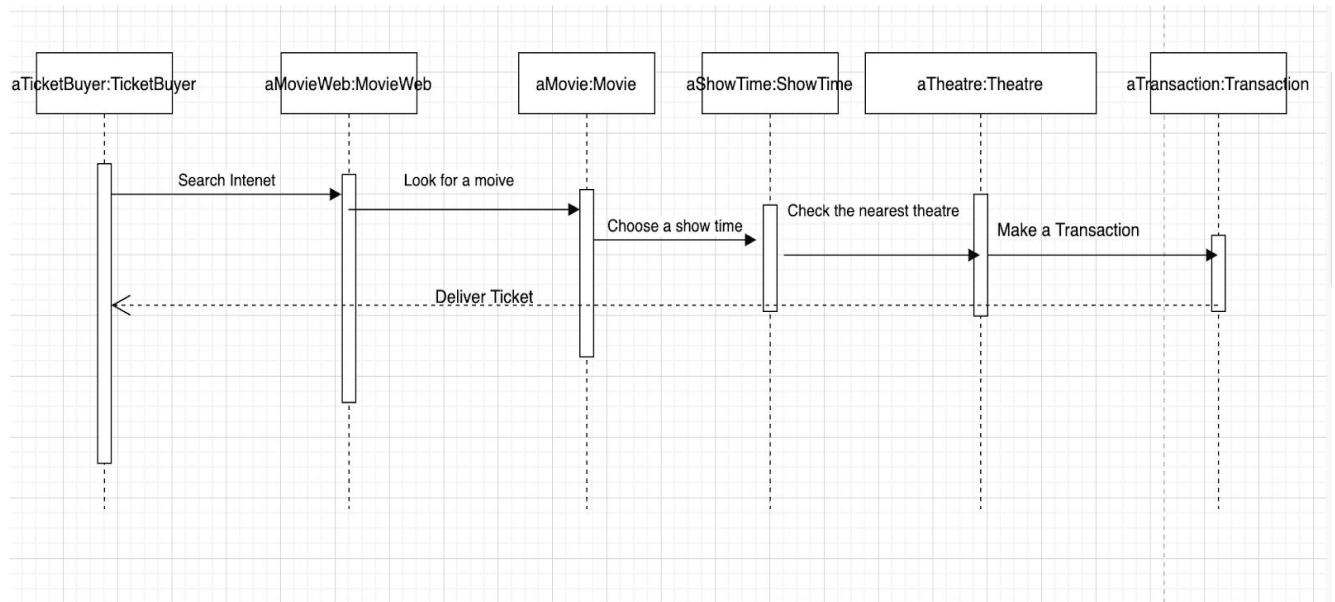 aTicketBuyer:TicketBuyer
aMovieWeb:MovieWeb
aMovie:Movie
aShowTime:ShowTime
aTheatre:Theatre
aTransaction:Transaction
Search Intenet
Look for a moive
Choose a show time
Check the nearest theatre
Make a Transaction
Deliver Ticket